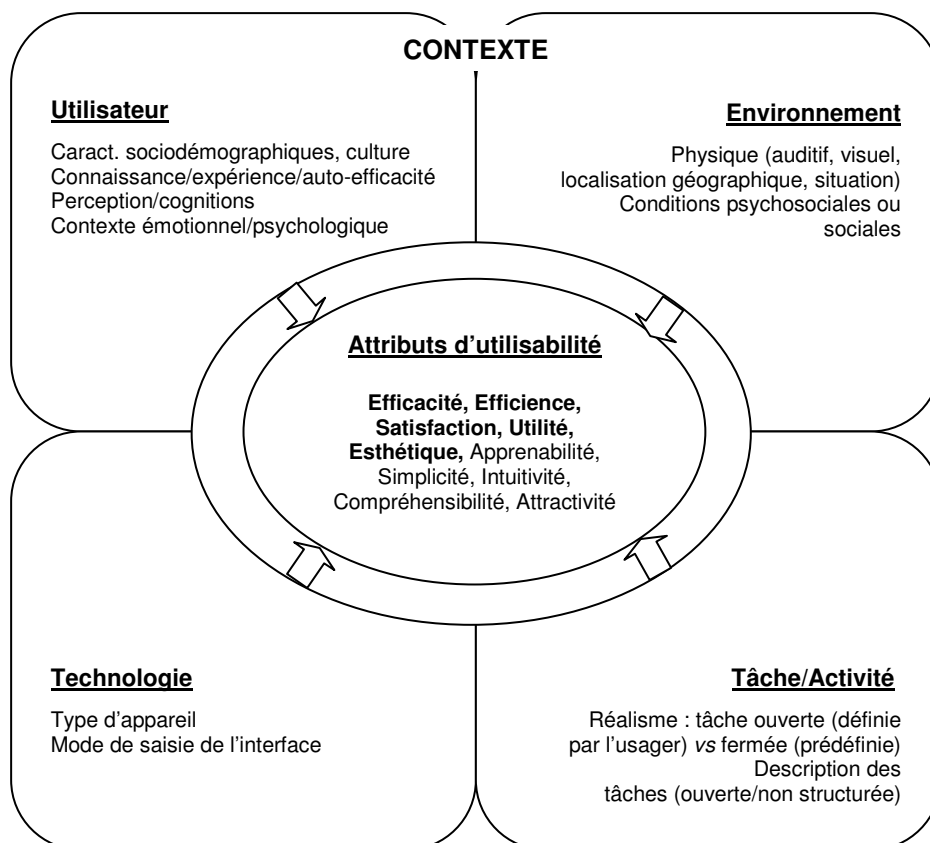 CONTEXTE
Utilisateur
Caract. sociodémographiques, culture
Connaissance/expérience/auto-efficacité
Perception/cognitions
Contexte émotionnel/psychologique
Environnement
Physique (auditif, visuel,
localisation géographique, situation)
Conditions psychosociales ou
sociales
Attributs d’utilisabilité
Efficacité, Efficience,
Satisfaction, Utilité,
Esthétique, Apprenabilité,
Simplicité, Intuitivité,
Compréhensibilité, Attractivité
Technologie
Type d’appareil
Mode de saisie de l’interface
Tâche/Activité
Réalisme : tâche ouverte (définie
par l’usager) vs fermée (prédéfinie)
Description des
tâches (ouverte/non structurée)